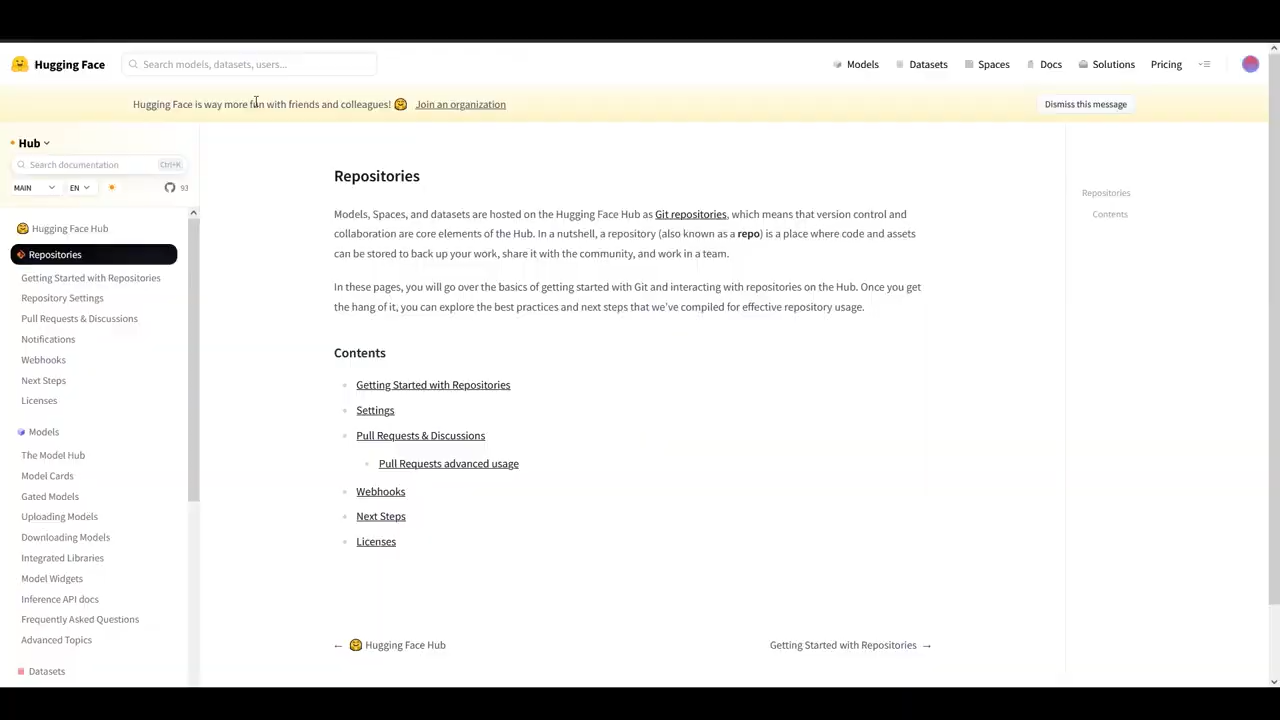 Hugging Face
Search models, datasets, users...
Models
Datasets
Spaces
Docs
Solutions
Pricing
Hugging Face is way more fun with friends and colleagues! Join an organization
Dismiss this message
Hub
Search documentation Ctrl+K
MAIN EN 93
Hugging Face Hub
Repositories
Getting Started with Repositories
Repository Settings
Pull Requests & Discussions
Notifications
Webhooks
Next Steps
Licenses
Models
The Model Hub
Model Cards
Gated Models
Uploading Models
Downloading Models
Integrated Libraries
Model Widgets
Inference API docs
Frequently Asked Questions
Advanced Topics
Datasets
Repositories
Models, Spaces, and datasets are hosted on the Hugging Face Hub as Git repositories, which means that version control and
collaboration are core elements of the Hub. In a nutshell, a repository (also known as a repo) is a place where code and assets
can be stored to back up your work, share it with the community, and work in a team.
In these pages, you will go over the basics of getting started with Git and interacting with repositories on the Hub. Once you get
the hang of it, you can explore the best practices and next steps that we've compiled for effective repository usage.
Contents
Getting Started with Repositories
Settings
Pull Requests & Discussions
Pull Requests advanced usage
Webhooks
Next Steps
Licenses
← Hugging Face Hub
Getting Started with Repositories →
Repositories
Contents